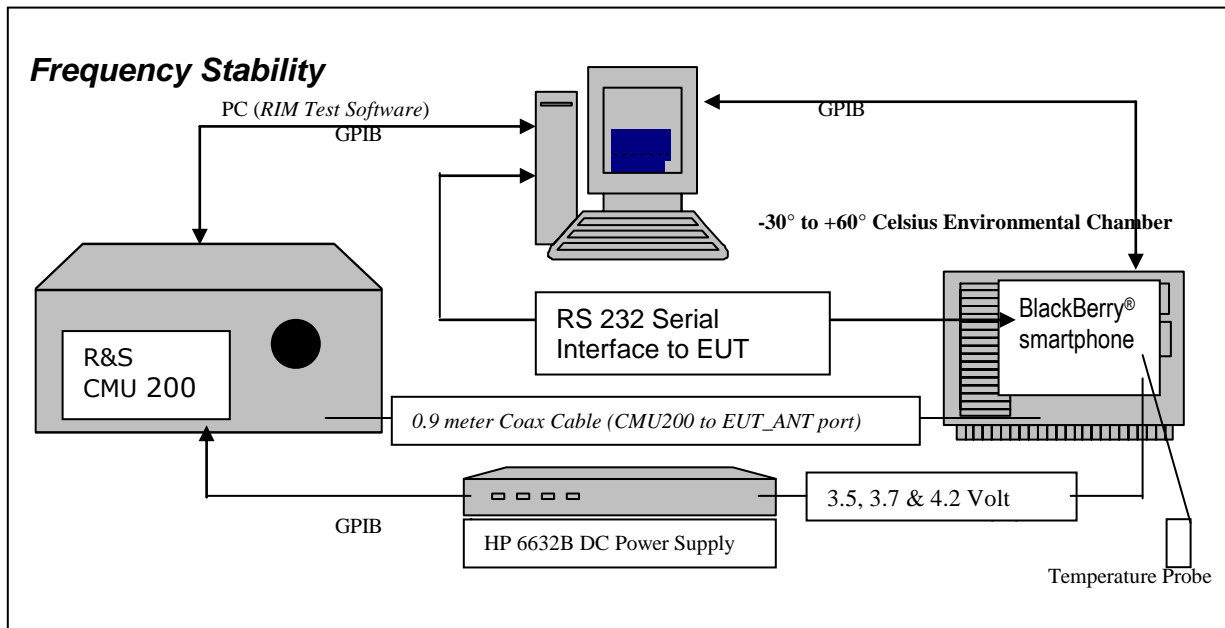 Frequency Stability
PC (RIM Test Software)
GPIB
GPIB
-30° to +60° Celsius Environmental Chamber
RS 232 Serial
Interface to EUT
BlackBerry®
smartphone
R&S
CMU 200
0.9 meter Coax Cable (CMU200 to EUT_ANT port)
3.5, 3.7 & 4.2 Volt
GPIB
HP 6632B DC Power Supply
Temperature Probe